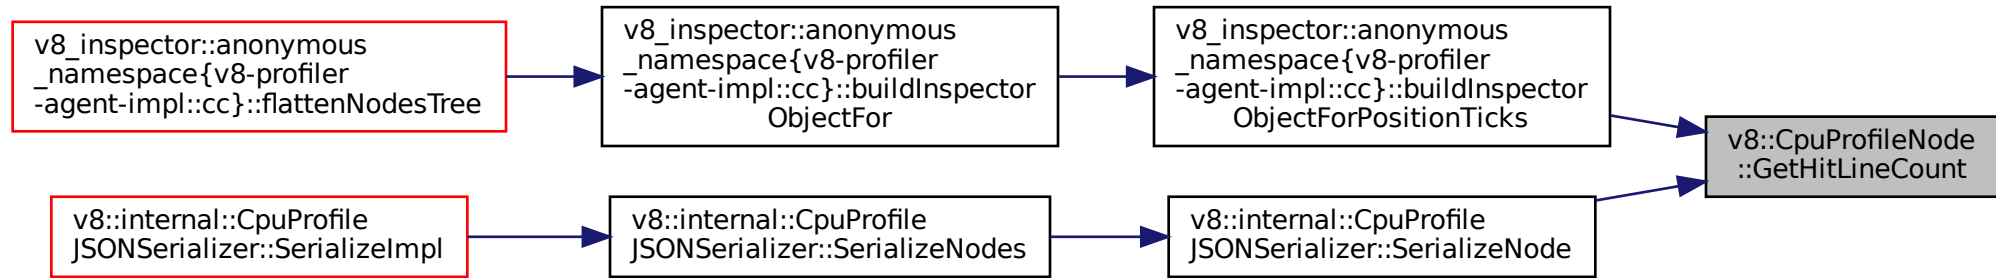 v8_inspector::anonymous
_namespace{v8-profiler
-agent-impl::cc}::flattenNodesTree
v8_inspector::anonymous
_namespace{v8-profiler
-agent-impl::cc}::buildInspector
ObjectFor
v8_inspector::anonymous
_namespace{v8-profiler
-agent-impl::cc}::buildInspector
ObjectForPositionTicks
v8::CpuProfileNode
::GetHitLineCount
v8::internal::CpuProfile
JSONSerializer::SerializeImpl
v8::internal::CpuProfile
JSONSerializer::SerializeNodes
v8::internal::CpuProfile
JSONSerializer::SerializeNode